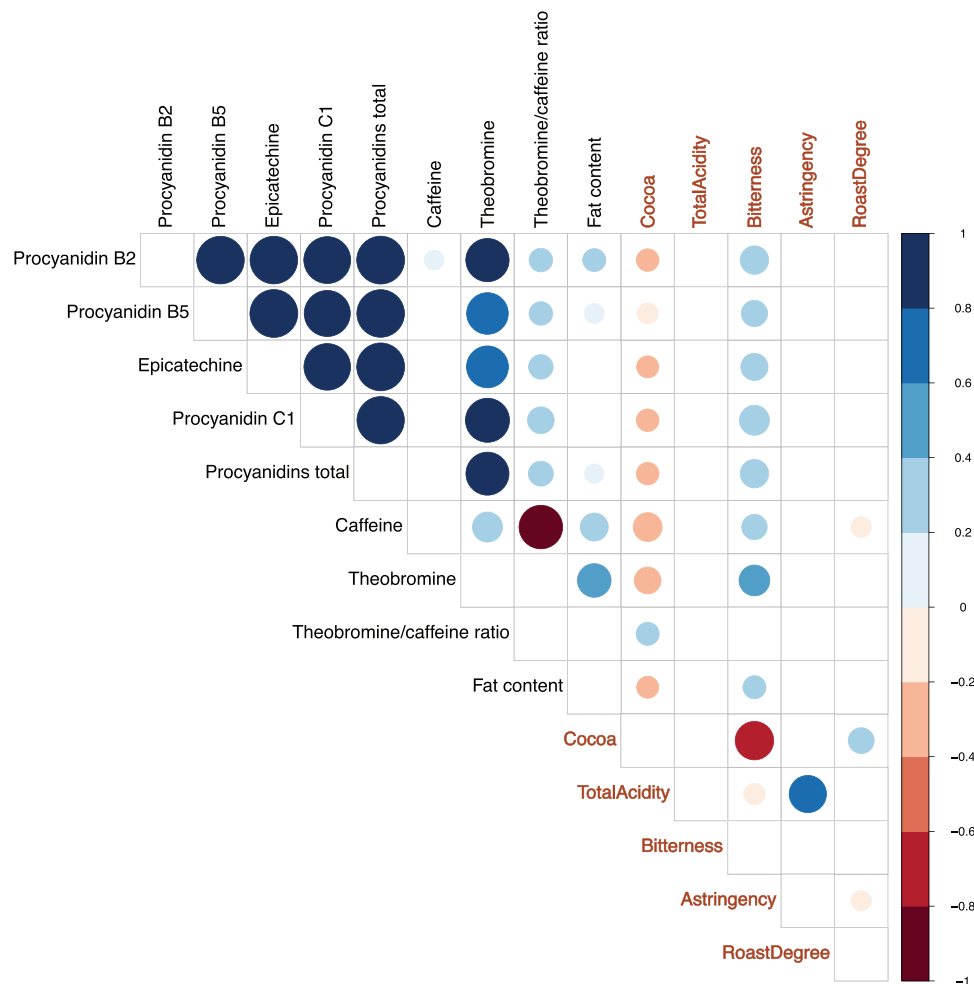 Procyanidin B2
Procyanidin B5
Epicatechine
Procyanidin C1
Procyanidins total
Caffeine
Theobromine
Theobromine/caffeine ratio
Fat content
Cocoa
TotalAcidity
Bitterness
Astringency
RoastDegree
Procyanidin B2
Procyanidin B5
Epicatechine
Procyanidin C1
Procyanidins total
Caffeine
Theobromine
Theobromine/caffeine ratio
Fat content
Cocoa
TotalAcidity
Bitterness
Astringency
RoastDegree
1
0.8
0.6
0.4
0.2
0
−0.2
−0.4
−0.6
−0.8
−1